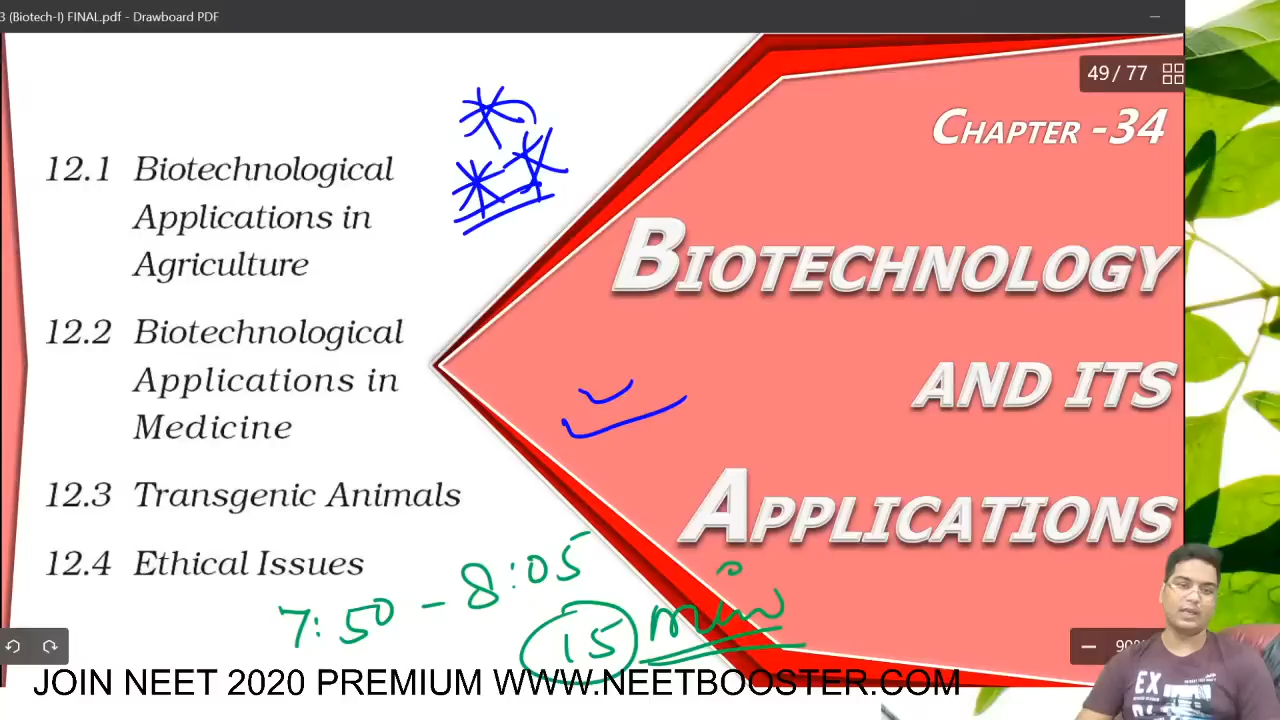 3 (Biotech-I) FINAL.pdf - Drawboard PDF
49 / 77
CHAPTER -34
12.1 Biotechnological
Applications in
Agriculture
12.2 Biotechnological
Applications in
Medicine
12.3 Transgenic Animals
12.4 Ethical Issues
BIOTECHNOLOGY
AND ITS
APPLICATIONS
7:50 - 8:05
15 min
JOIN NEET 2020 PREMIUM WWW.NEETBOOSTER.COM
EX